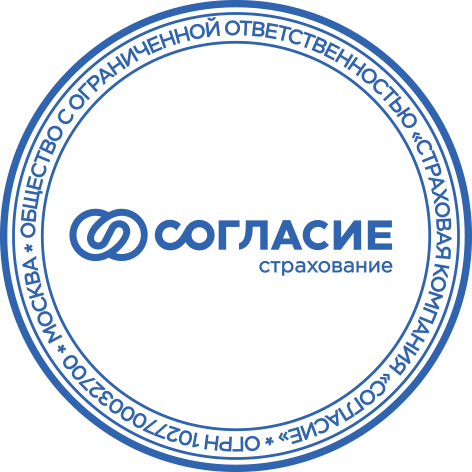 ОБЩЕСТВО С ОГРАНИЧЕННОЙ ОТВЕТСТВЕННОСТЬЮ «СТРАХОВАЯ КОМПАНИЯ «СОГЛАСИЕ» * ОГРН 1027700032700 * МОСКВА *
СОГЛАСИЕ
страхование